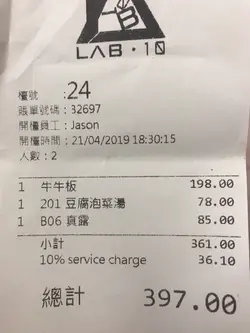 B
LAB·10
檯號 :24
賬單號碼：32697
開檯員工：Jason
開檯時間：21/04/2019 18:30:15
人數：2
1 牛牛板 198.00
1 201 豆腐泡菜湯 78.00
1 B06 真露 85.00
小計 361.00
10% service charge 36.10
總計 397.00